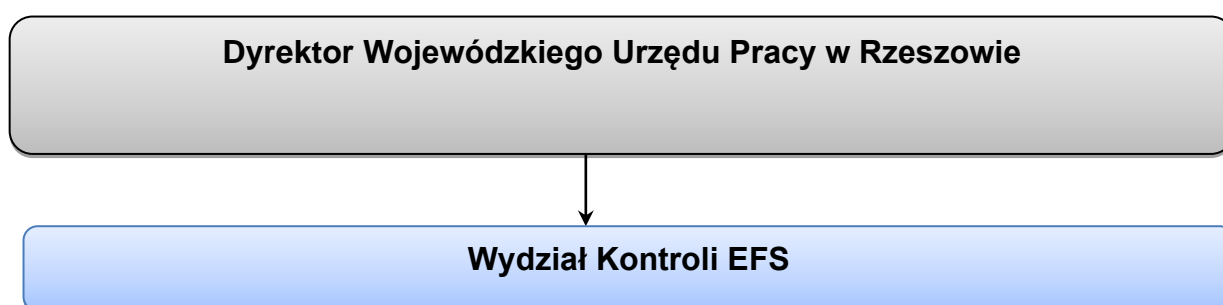 Dyrektor Wojewódzkiego Urzędu Pracy w Rzeszowie
Wydział Kontroli EFS